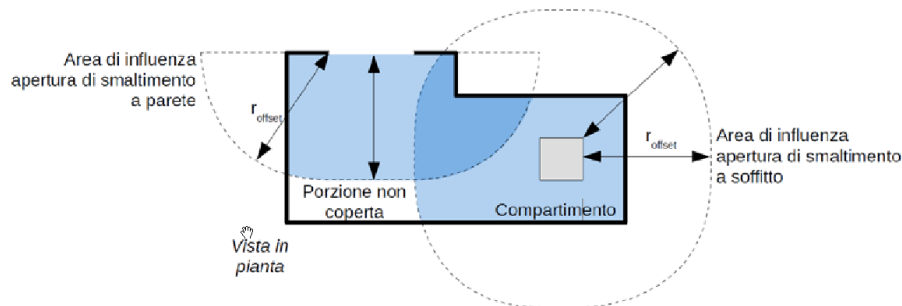 Area di influenza
apertura di smaltimento
a parete
r offset
Porzione non
coperta
Vista in
pianta
Compartimento
r offset
Area di influenza
apertura di smaltimento
a soffitto